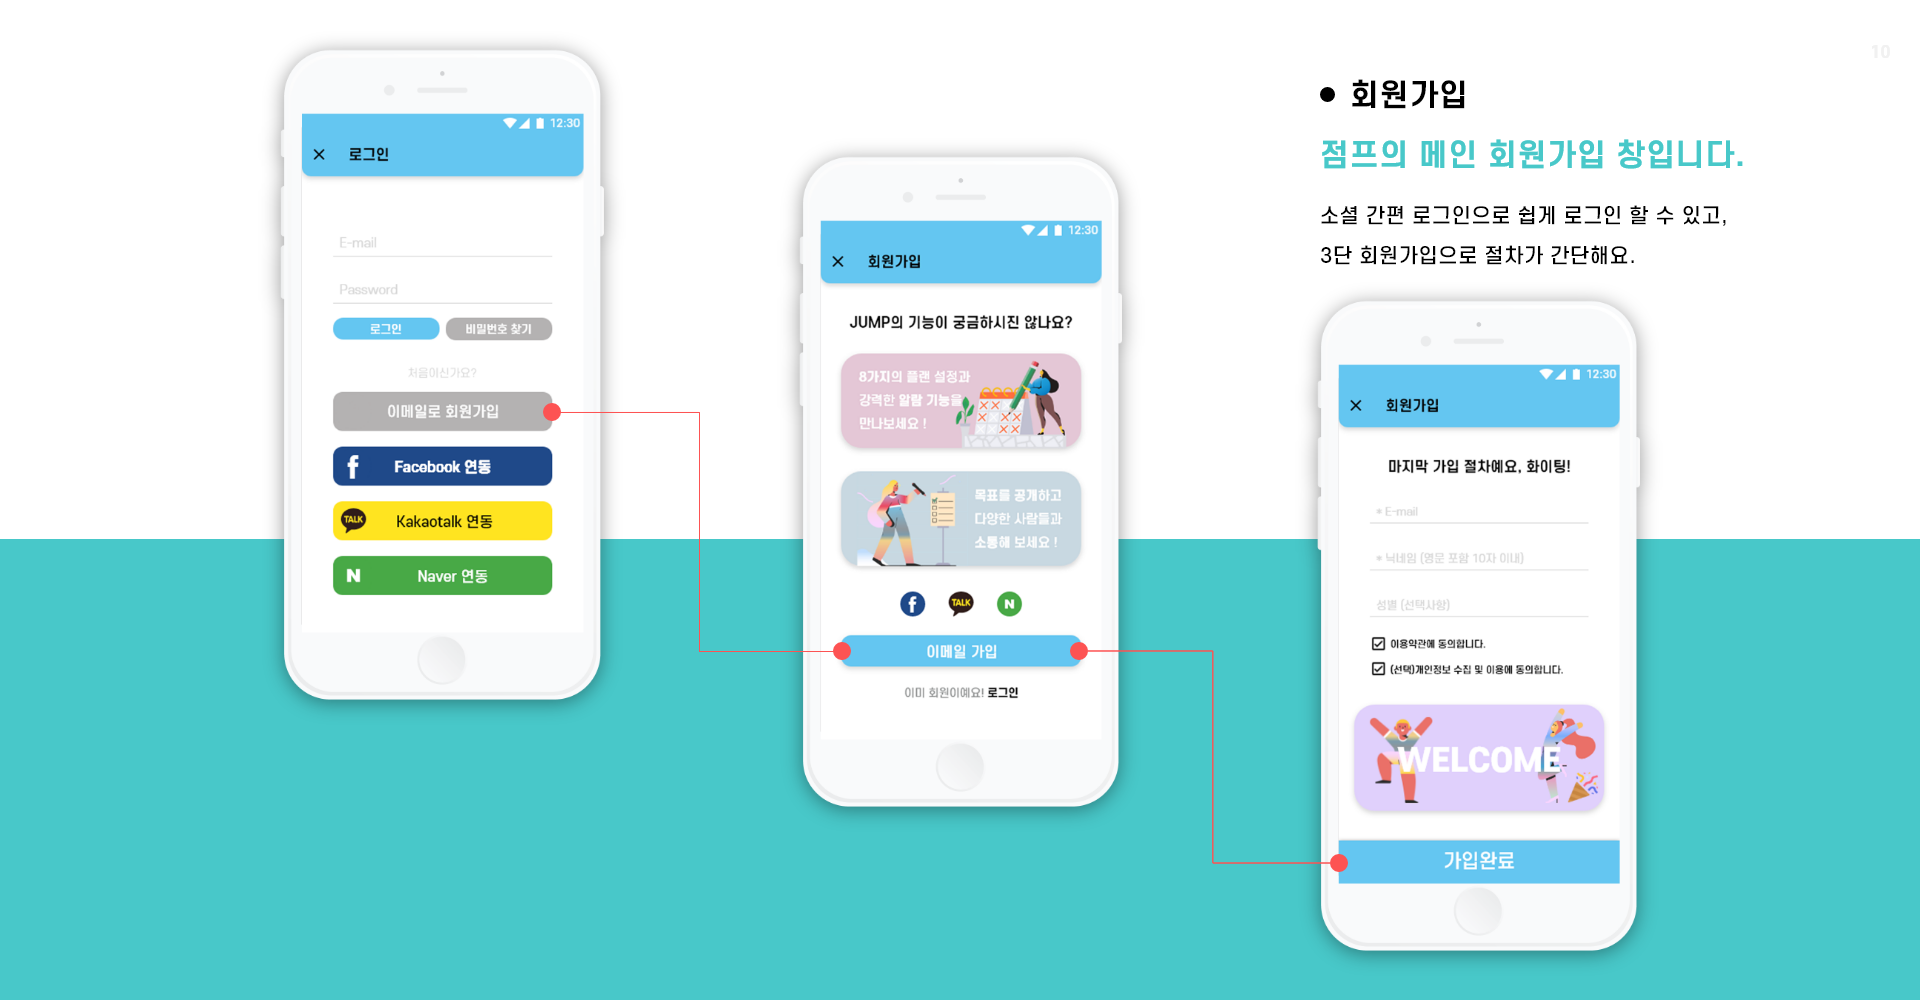 10
회원가입
점프의 메인 회원가입 창입니다.
소셜 간편 로그인으로 쉽게 로그인 할 수 있고,
3단 회원가입으로 절차가 간단해요.
12:30
로그인
E-mail
Password
로그인
비밀번호 찾기
처음이신가요?
이메일로 회원가입
Facebook 연동
TALK
Kakaotalk 연동
N
Naver 연동
12:30
회원가입
JUMP의 기능이 궁금하시진 않나요?
8가지의 플랜 설정과
강력한 알람 기능을
만나보세요 !
목표를 공개하고
다양한 사람들과
소통해 보세요 !
TALK
N
이메일 가입
이미 회원이예요! 로그인
12:30
회원가입
마지막 가입 절차예요, 화이팅!
* E-mail
* 닉네임 (영문 포함 10자 이내)
성별 (선택사항)
이용약관에 동의합니다.
(선택)개인정보 수집 및 이용에 동의합니다.
WELCOME
가입완료